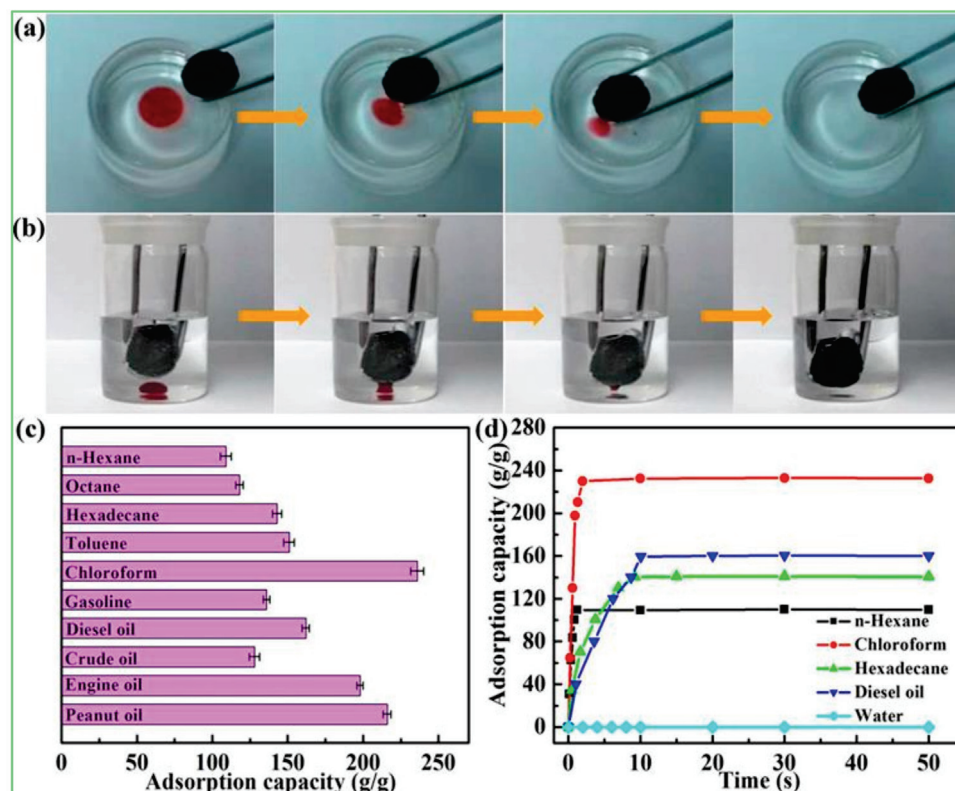 (a)
(b)
(c)
n-Hexane
Octane
Hexadecane
Toluene
Chloroform
Gasoline
Diesel oil
Crude oil
Engine oil
Peanut oil
0 50 100 150 200 250
Adsorption capacity (g/g)
(d)
Adsorption capacity (g/g)
280
240
200
160
120
80
40
0
n-Hexane
Chloroform
Hexadecane
Diesel oil
Water
0 10 20 30 40 50
Time (s)